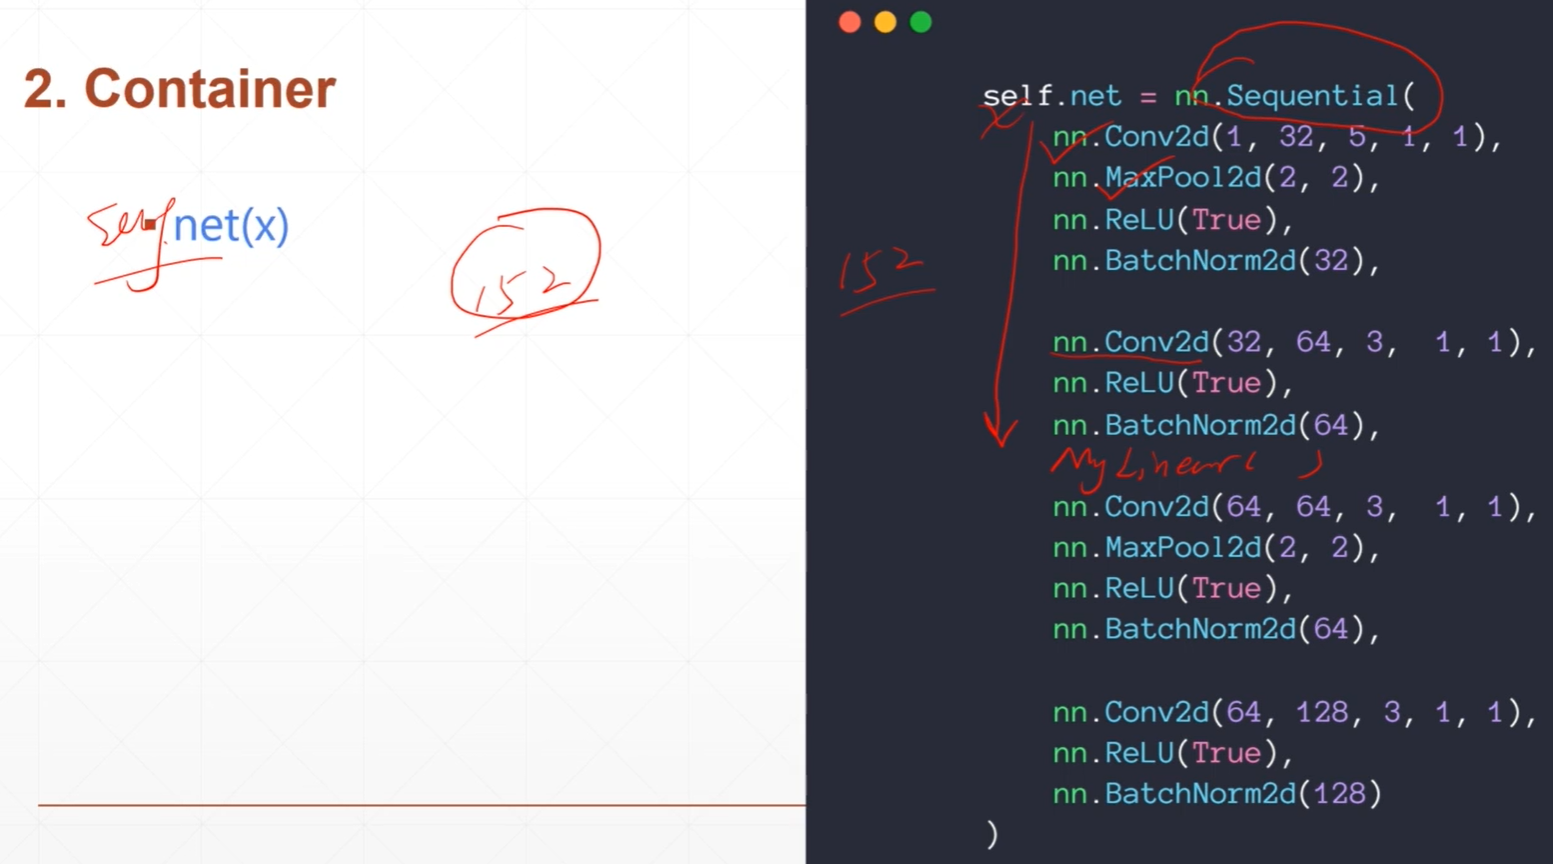 2. Container
self.net(x)
152
152
self.net = nn.Sequential(
nn.Conv2d(1, 32, 5, 1, 1),
nn.MaxPool2d(2, 2),
nn.ReLU(True),
nn.BatchNorm2d(32),
nn.Conv2d(32, 64, 3, 1, 1),
nn.ReLU(True),
nn.BatchNorm2d(64),
MyLinear( )
nn.Conv2d(64, 64, 3, 1, 1),
nn.MaxPool2d(2, 2),
nn.ReLU(True),
nn.BatchNorm2d(64),
nn.Conv2d(64, 128, 3, 1, 1),
nn.ReLU(True),
nn.BatchNorm2d(128)
)